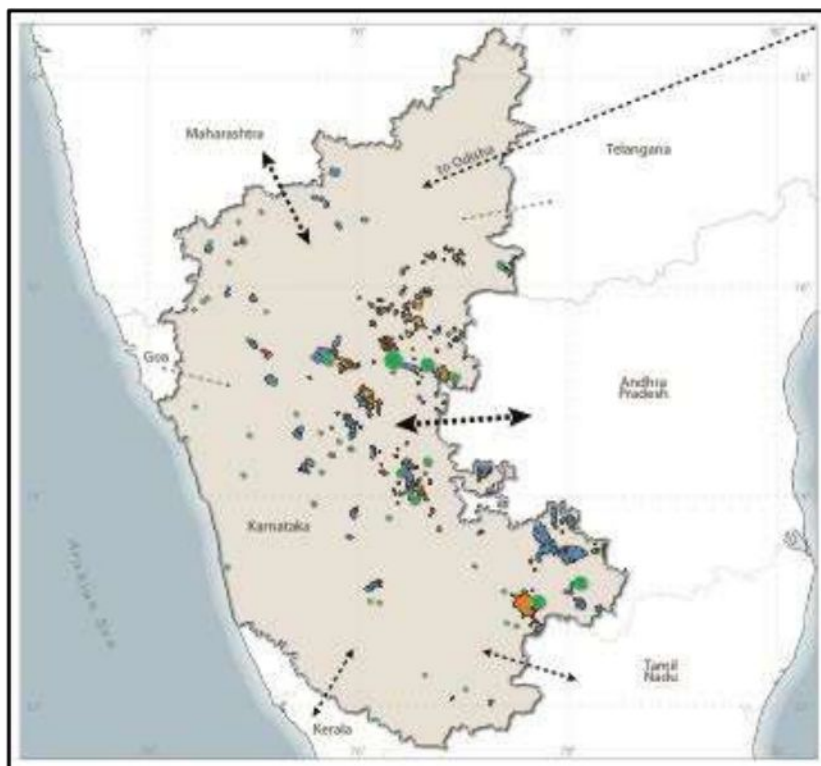 Maharashtra
to Odisha
Telangana
Goa
Andhra
Pradesh
Karnataka
Arabian Sea
Tamil
Nadu
Kerala